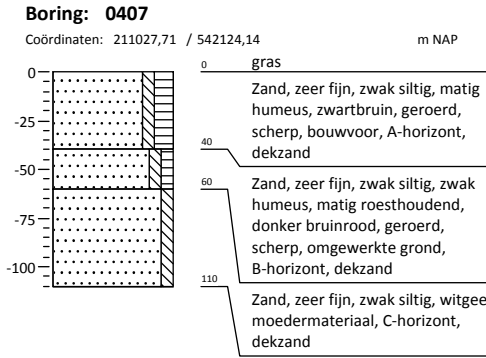 Boring: 0407
Coördinaten: 211027,71 / 542124,14 m NAP
0
-25
-50
-75
-100
0
gras
Zand, zeer fijn, zwak siltig, matig
humeus, zwartbruin, geroerd,
scherp, bouwvoor, A-horizont,
dekzand
40
Zand, zeer fijn, zwak siltig, zwak
humeus, matig roesthoudend,
donker bruinrood, geroerd,
scherp, omgewerkte grond,
B-horizont, dekzand
60
Zand, zeer fijn, zwak siltig, witgee
moedermateriaal, C-horizont,
dekzand
110